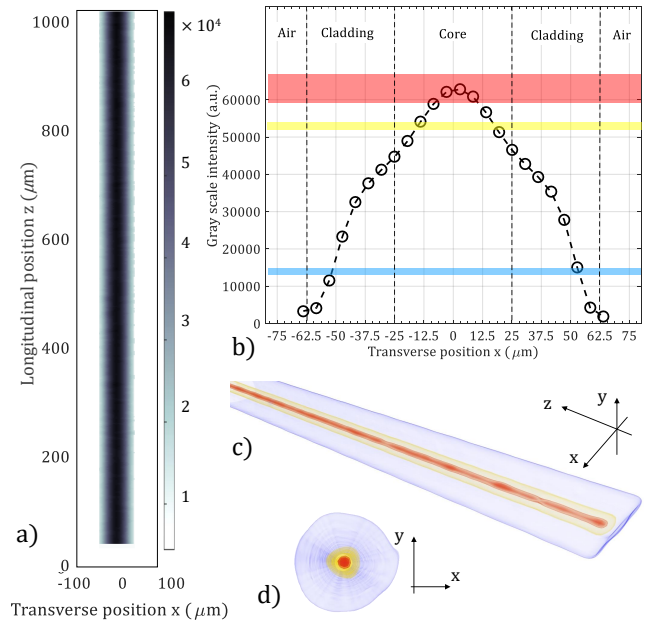 1000
800
600
400
200
0
-100
0
100
Longitudinal position z (μm)
Transverse position x (μm)
a)
× 10⁴
6
5
4
3
2
1
Air
Cladding
Core
Cladding
Air
60000
50000
40000
30000
20000
10000
0
Gray scale intensity (a.u.)
-75
-62.5
-50
-37.5
-25
-12.5
0
12.5
25
37.5
50
62.5
75
Transverse position x (μm)
b)
c)
z
y
x
d)
y
x